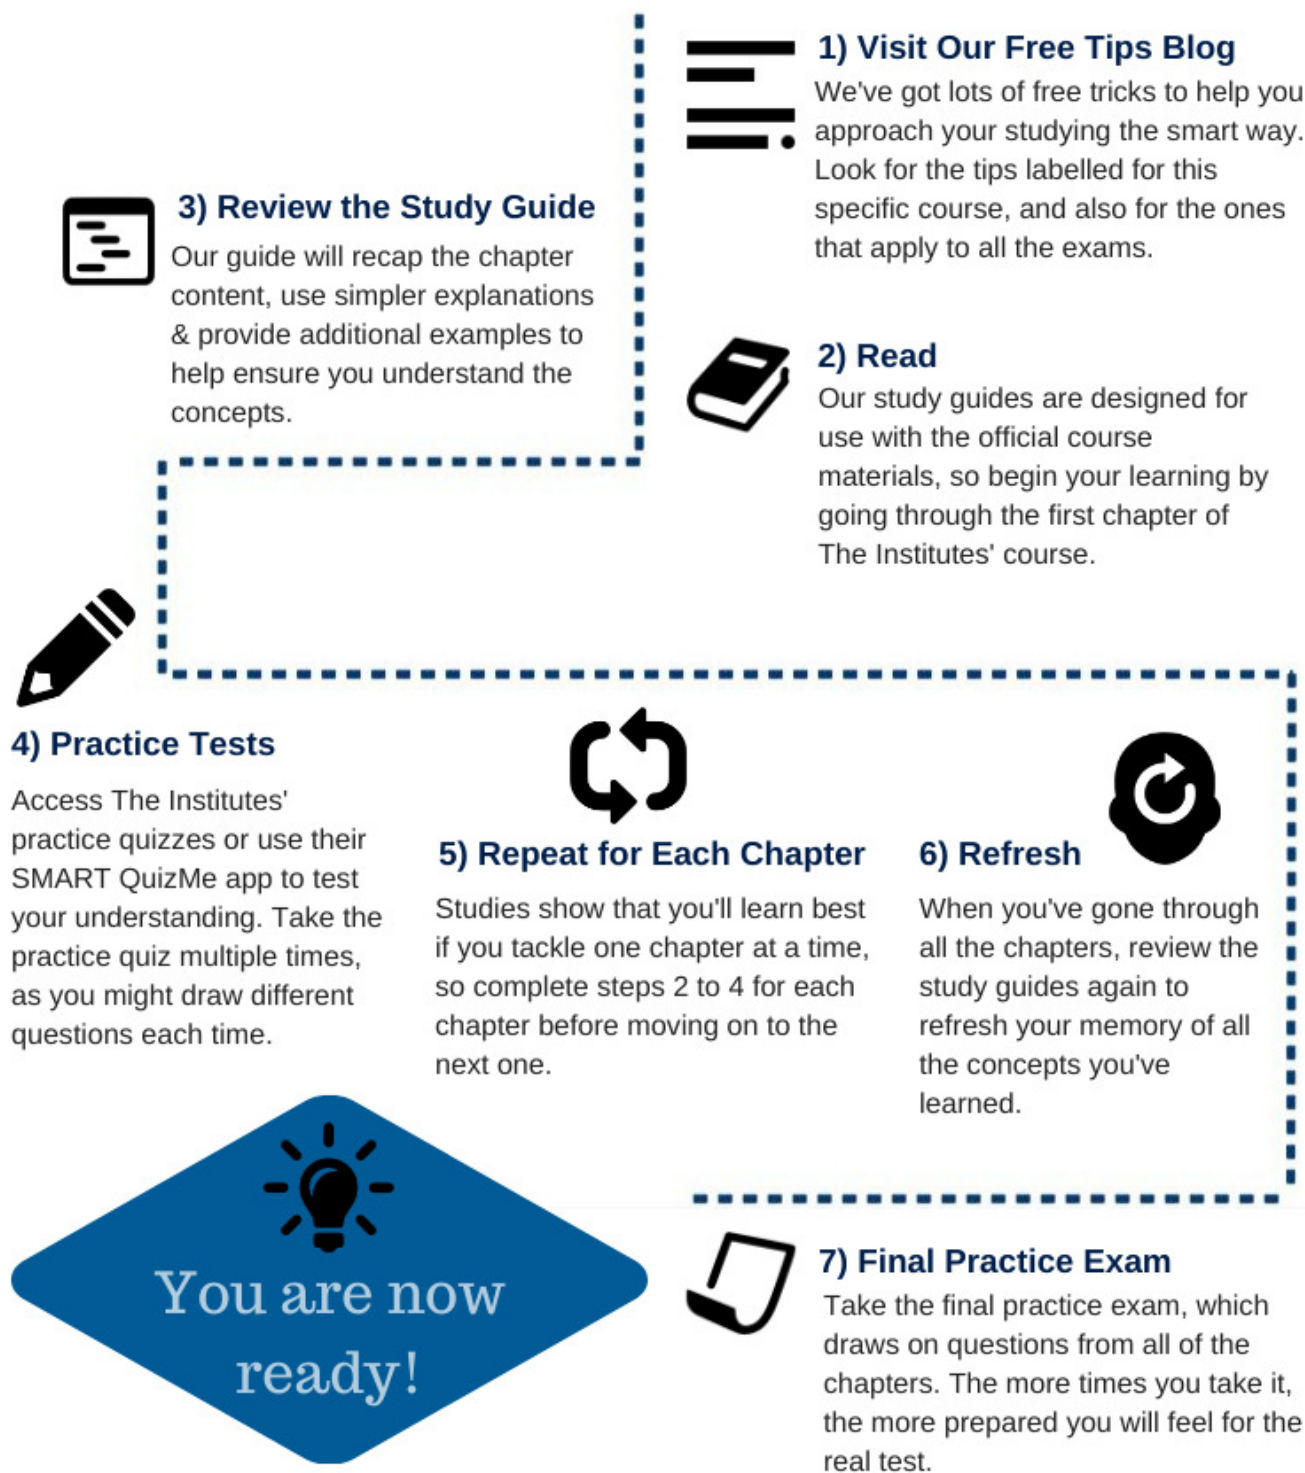 1) Visit Our Free Tips Blog
We've got lots of free tricks to help you
approach your studying the smart way.
Look for the tips labelled for this
specific course, and also for the ones
that apply to all the exams.
2) Read
Our study guides are designed for
use with the official course
materials, so begin your learning by
going through the first chapter of
The Institutes' course.
3) Review the Study Guide
Our guide will recap the chapter
content, use simpler explanations
& provide additional examples to
help ensure you understand the
concepts.
4) Practice Tests
Access The Institutes'
practice quizzes or use their
SMART QuizMe app to test
your understanding. Take the
practice quiz multiple times,
as you might draw different
questions each time.
5) Repeat for Each Chapter
Studies show that you'll learn best
if you tackle one chapter at a time,
so complete steps 2 to 4 for each
chapter before moving on to the
next one.
6) Refresh
When you've gone through
all the chapters, review the
study guides again to
refresh your memory of all
the concepts you've
learned.
7) Final Practice Exam
Take the final practice exam, which
draws on questions from all of the
chapters. The more times you take it,
the more prepared you will feel for the
real test.
You are now
ready!